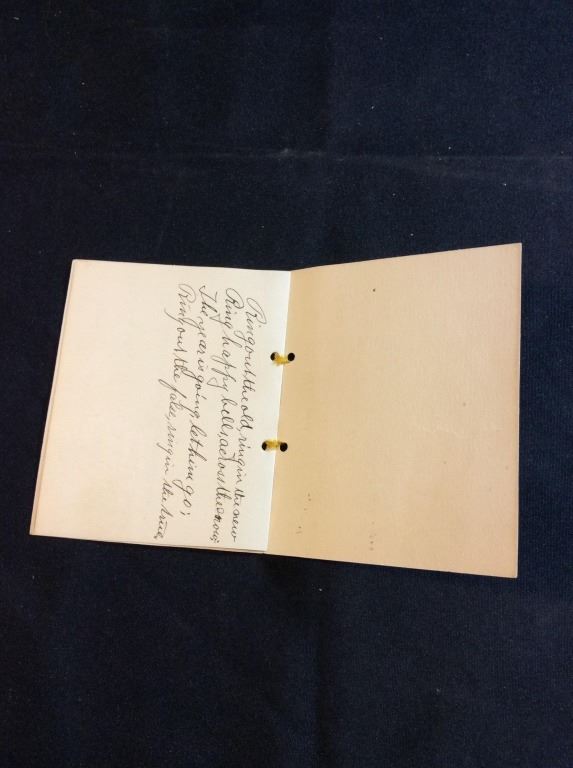 Ring out the old, ring in the new
Ring happy bells, across the snow;
The year is going, let him go;
Ring out the false, ring in the true.